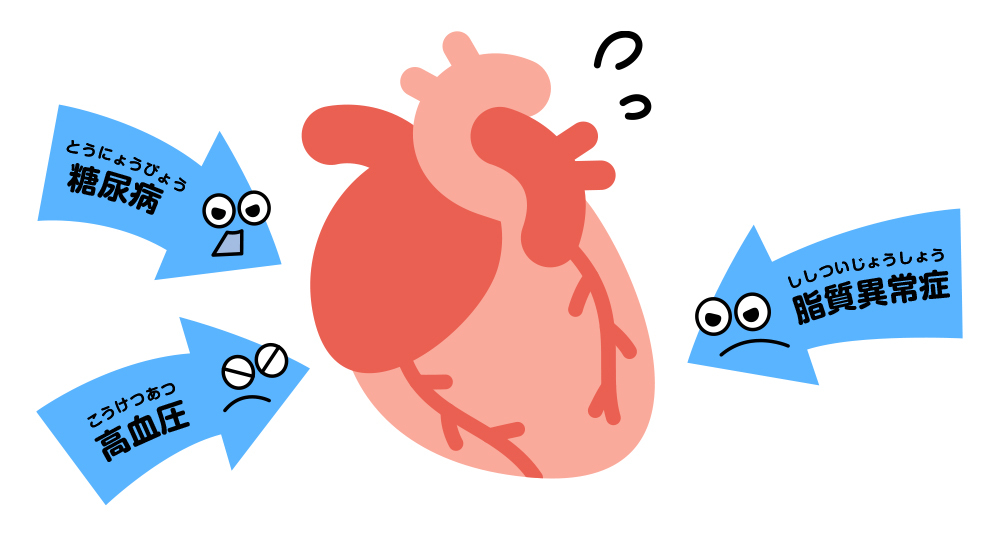 とうにょうびょう
糖尿病
ししついじょうしょう
脂質異常症
こうけつあつ
高血圧